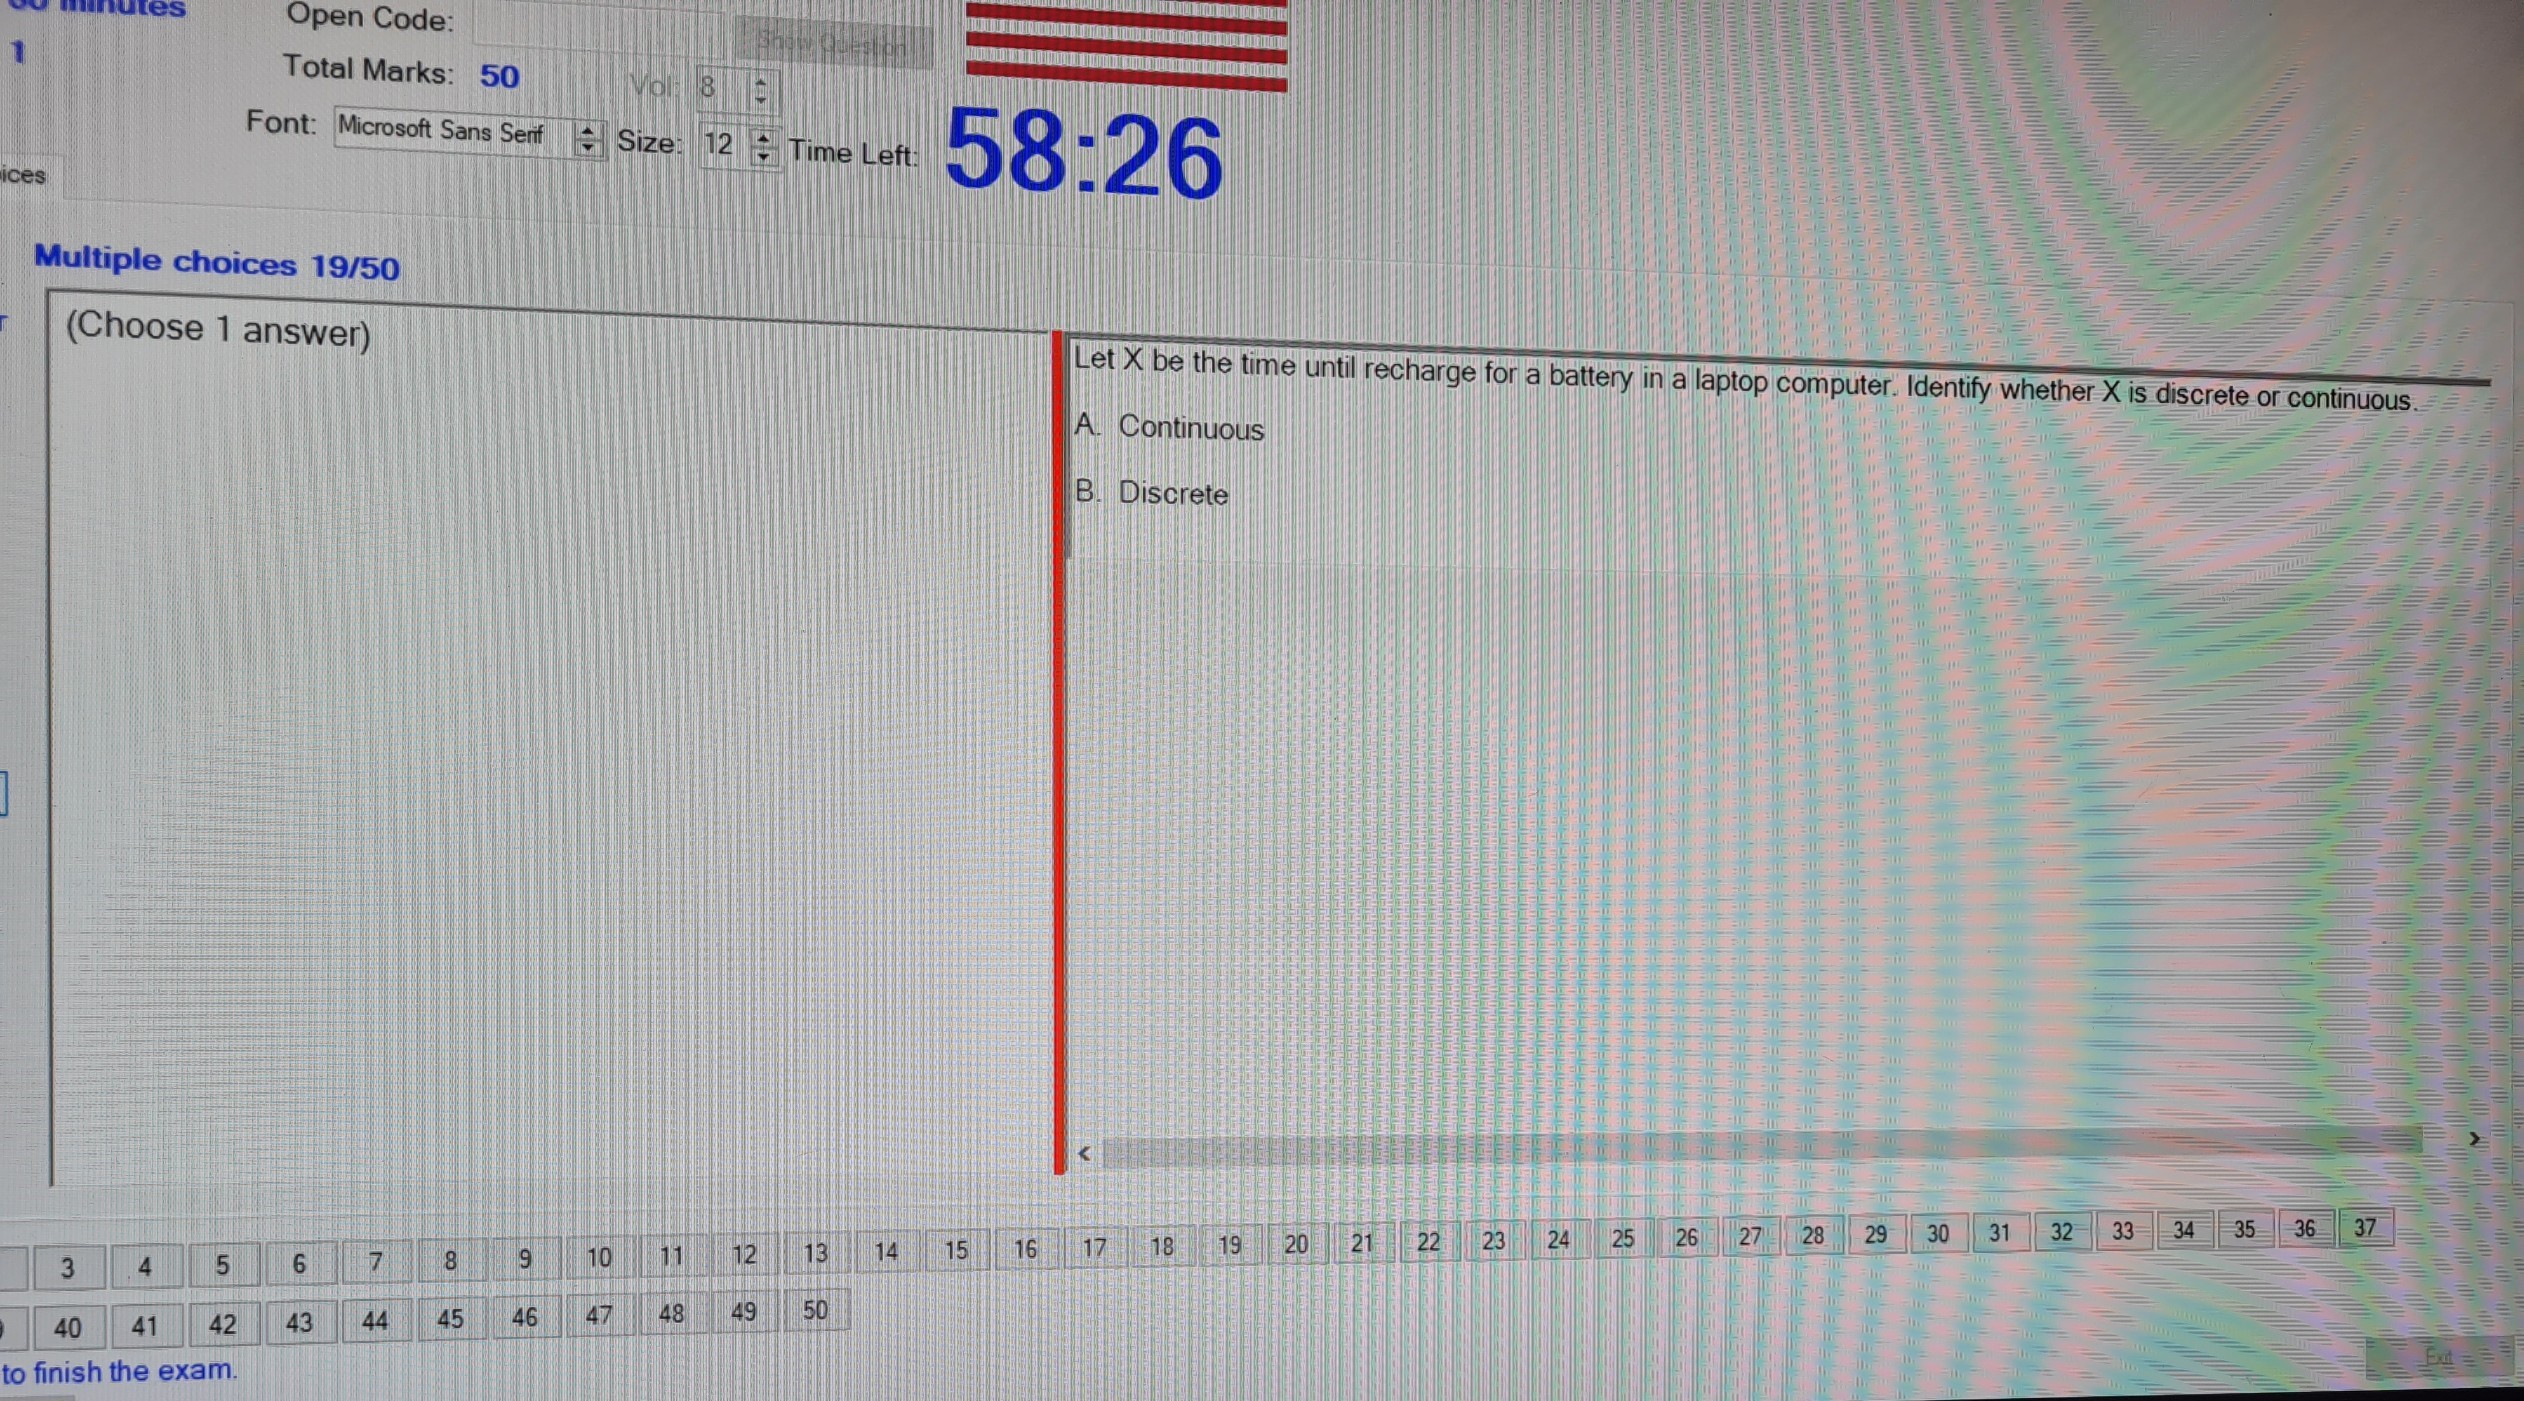 minutes
Open Code:
Show Question
1
Total Marks: 50
Vol: 8
Font: Microsoft Sans Serif
Size: 12
Time Left: 58:26
ices
Multiple choices 19/50
(Choose 1 answer)
Let X be the time until recharge for a battery in a laptop computer. Identify whether X is discrete or continuous.
A. Continuous
B. Discrete
3 4 5 6 7 8 9 10 11 12 13 14 15 16 17 18 19 20 21 22 23 24 25 26 27 28 29 30 31 32 33 34 35 36 37
40 41 42 43 44 45 46 47 48 49 50
to finish the exam.
Exit